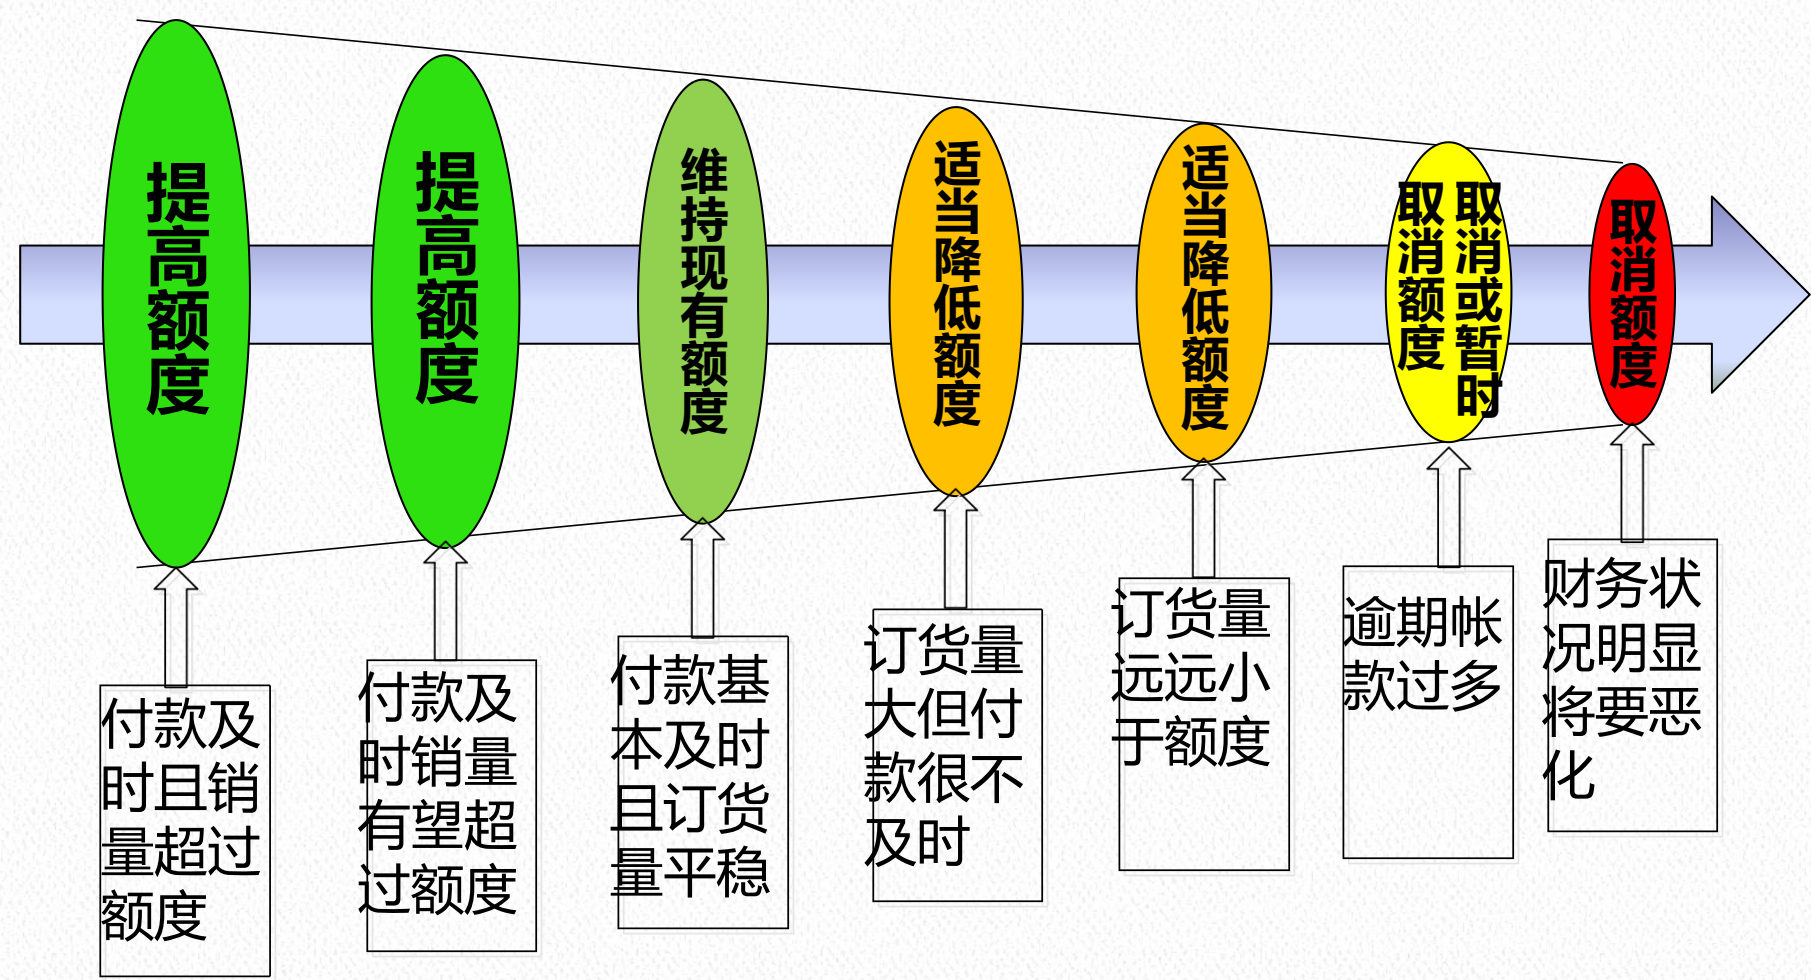 提高额度
提高额度
维持现有额度
适当降低额度
适当降低额度
取消或暂时
取消额度
取消额度
付款及
时且销
量超过
额度
付款及
时销量
有望超
过额度
付款基
本及时
且订货
量平稳
订货量
大但付
款很不
及时
订货量
远远小
于额度
逾期帐
款过多
财务状
况明显
将要恶
化